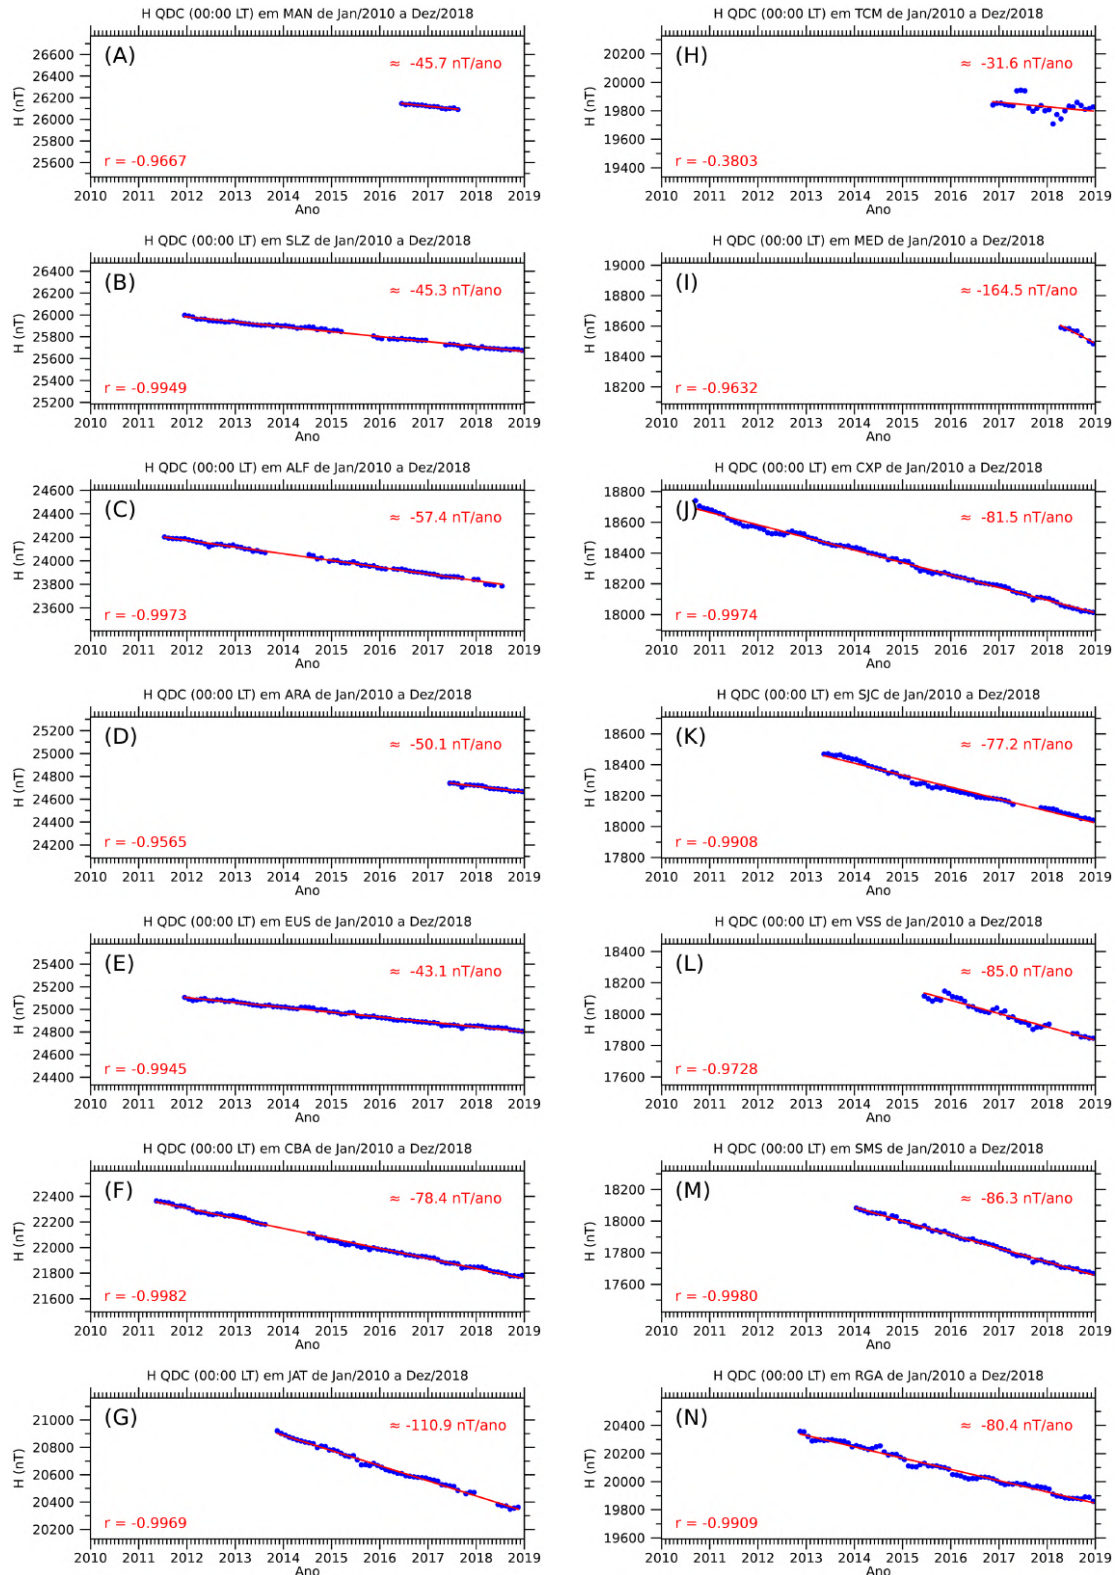 H QDC (00:00 LT) em MAN de Jan/2010 a Dez/2018
(A)
≈ -45.7 nT/ano
r = -0.9667
H (nT)
26600
26400
26200
26000
25800
25600
2010 2011 2012 2013 2014 2015 2016 2017 2018 2019
Ano
H QDC (00:00 LT) em SLZ de Jan/2010 a Dez/2018
(B)
≈ -45.3 nT/ano
r = -0.9949
H (nT)
26400
26200
26000
25800
25600
25400
25200
2010 2011 2012 2013 2014 2015 2016 2017 2018 2019
Ano
H QDC (00:00 LT) em ALF de Jan/2010 a Dez/2018
(C)
≈ -57.4 nT/ano
r = -0.9973
H (nT)
24600
24400
24200
24000
23800
23600
2010 2011 2012 2013 2014 2015 2016 2017 2018 2019
Ano
H QDC (00:00 LT) em ARA de Jan/2010 a Dez/2018
(D)
≈ -50.1 nT/ano
r = -0.9565
H (nT)
25200
25000
24800
24600
24400
24200
2010 2011 2012 2013 2014 2015 2016 2017 2018 2019
Ano
H QDC (00:00 LT) em EUS de Jan/2010 a Dez/2018
(E)
≈ -43.1 nT/ano
r = -0.9945
H (nT)
25400
25200
25000
24800
24600
24400
2010 2011 2012 2013 2014 2015 2016 2017 2018 2019
Ano
H QDC (00:00 LT) em CBA de Jan/2010 a Dez/2018
(F)
≈ -78.4 nT/ano
r = -0.9982
H (nT)
22400
22200
22000
21800
21600
2010 2011 2012 2013 2014 2015 2016 2017 2018 2019
Ano
H QDC (00:00 LT) em JAT de Jan/2010 a Dez/2018
(G)
≈ -110.9 nT/ano
r = -0.9969
H (nT)
21000
20800
20600
20400
20200
2010 2011 2012 2013 2014 2015 2016 2017 2018 2019
Ano
H QDC (00:00 LT) em TCM de Jan/2010 a Dez/2018
(H)
≈ -31.6 nT/ano
r = -0.3803
H (nT)
20200
20000
19800
19600
19400
2010 2011 2012 2013 2014 2015 2016 2017 2018 2019
Ano
H QDC (00:00 LT) em MED de Jan/2010 a Dez/2018
(I)
≈ -164.5 nT/ano
r = -0.9632
H (nT)
19000
18800
18600
18400
18200
2010 2011 2012 2013 2014 2015 2016 2017 2018 2019
Ano
H QDC (00:00 LT) em CXP de Jan/2010 a Dez/2018
(J)
≈ -81.5 nT/ano
r = -0.9974
H (nT)
18800
18600
18400
18200
18000
2010 2011 2012 2013 2014 2015 2016 2017 2018 2019
Ano
H QDC (00:00 LT) em SJC de Jan/2010 a Dez/2018
(K)
≈ -77.2 nT/ano
r = -0.9908
H (nT)
18600
18400
18200
18000
17800
2010 2011 2012 2013 2014 2015 2016 2017 2018 2019
Ano
H QDC (00:00 LT) em VSS de Jan/2010 a Dez/2018
(L)
≈ -85.0 nT/ano
r = -0.9728
H (nT)
18400
18200
18000
17800
17600
2010 2011 2012 2013 2014 2015 2016 2017 2018 2019
Ano
H QDC (00:00 LT) em SMS de Jan/2010 a Dez/2018
(M)
≈ -86.3 nT/ano
r = -0.9980
H (nT)
18200
18000
17800
17600
2010 2011 2012 2013 2014 2015 2016 2017 2018 2019
Ano
H QDC (00:00 LT) em RGA de Jan/2010 a Dez/2018
(N)
≈ -80.4 nT/ano
r = -0.9909
H (nT)
20400
20200
20000
19800
19600
2010 2011 2012 2013 2014 2015 2016 2017 2018 2019
Ano